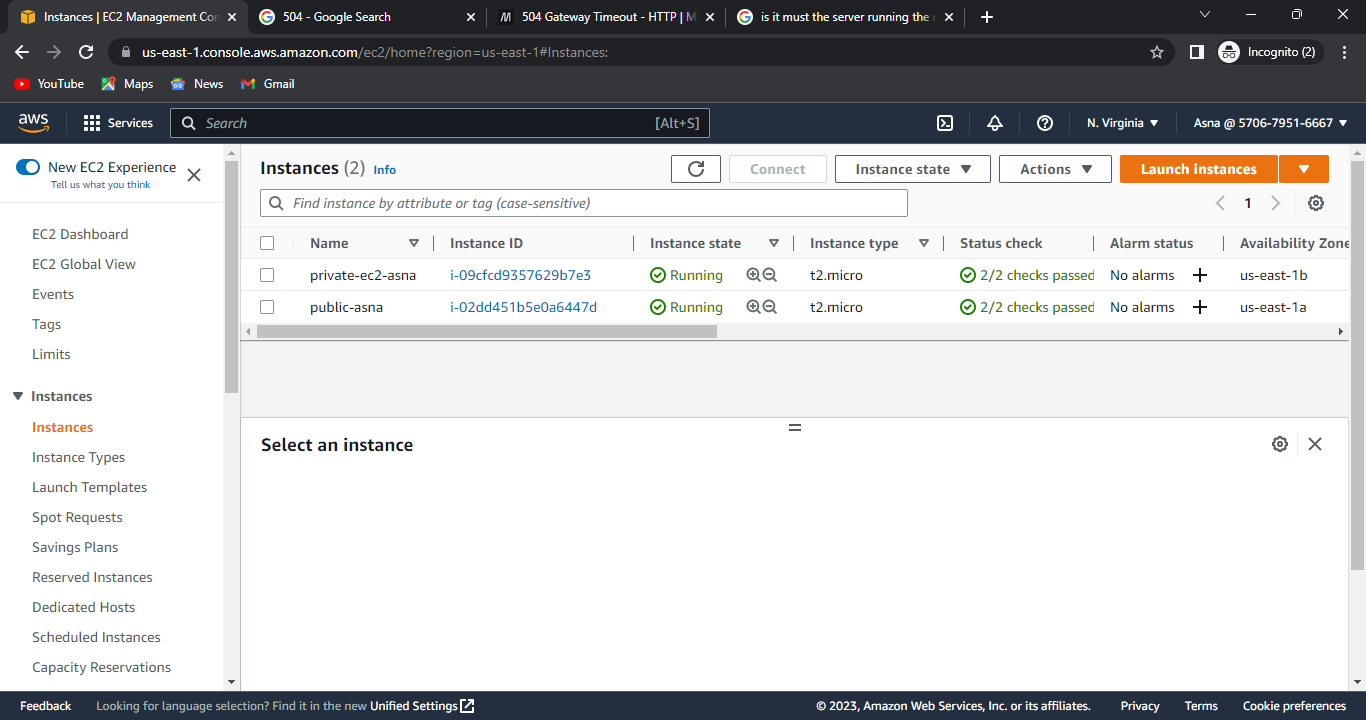 Instances | EC2 Management Con
504 - Google Search
504 Gateway Timeout - HTTP | M
is it must the server running the r
us-east-1.console.aws.amazon.com/ec2/home?region=us-east-1#Instances:
Incognito (2)
YouTube
Maps
News
Gmail
aws
Services
Search
[Alt+S]
N. Virginia
Asna @ 5706-7951-6667
New EC2 Experience
Tell us what you think
EC2 Dashboard
EC2 Global View
Events
Tags
Limits
Instances
Instances
Instance Types
Launch Templates
Spot Requests
Savings Plans
Reserved Instances
Dedicated Hosts
Scheduled Instances
Capacity Reservations
Instances (2) Info
Connect
Instance state
Actions
Launch instances
Find instance by attribute or tag (case-sensitive)
1
Name Instance ID Instance state Instance type Status check Alarm status Availability Zone
private-ec2-asna i-09cfcd9357629b7e3 Running t2.micro 2/2 checks passed No alarms us-east-1b
public-asna i-02dd451b5e0a6447d Running t2.micro 2/2 checks passed No alarms us-east-1a
Select an instance
Feedback
Looking for language selection? Find it in the new Unified Settings
© 2023, Amazon Web Services, Inc. or its affiliates.
Privacy
Terms
Cookie preferences